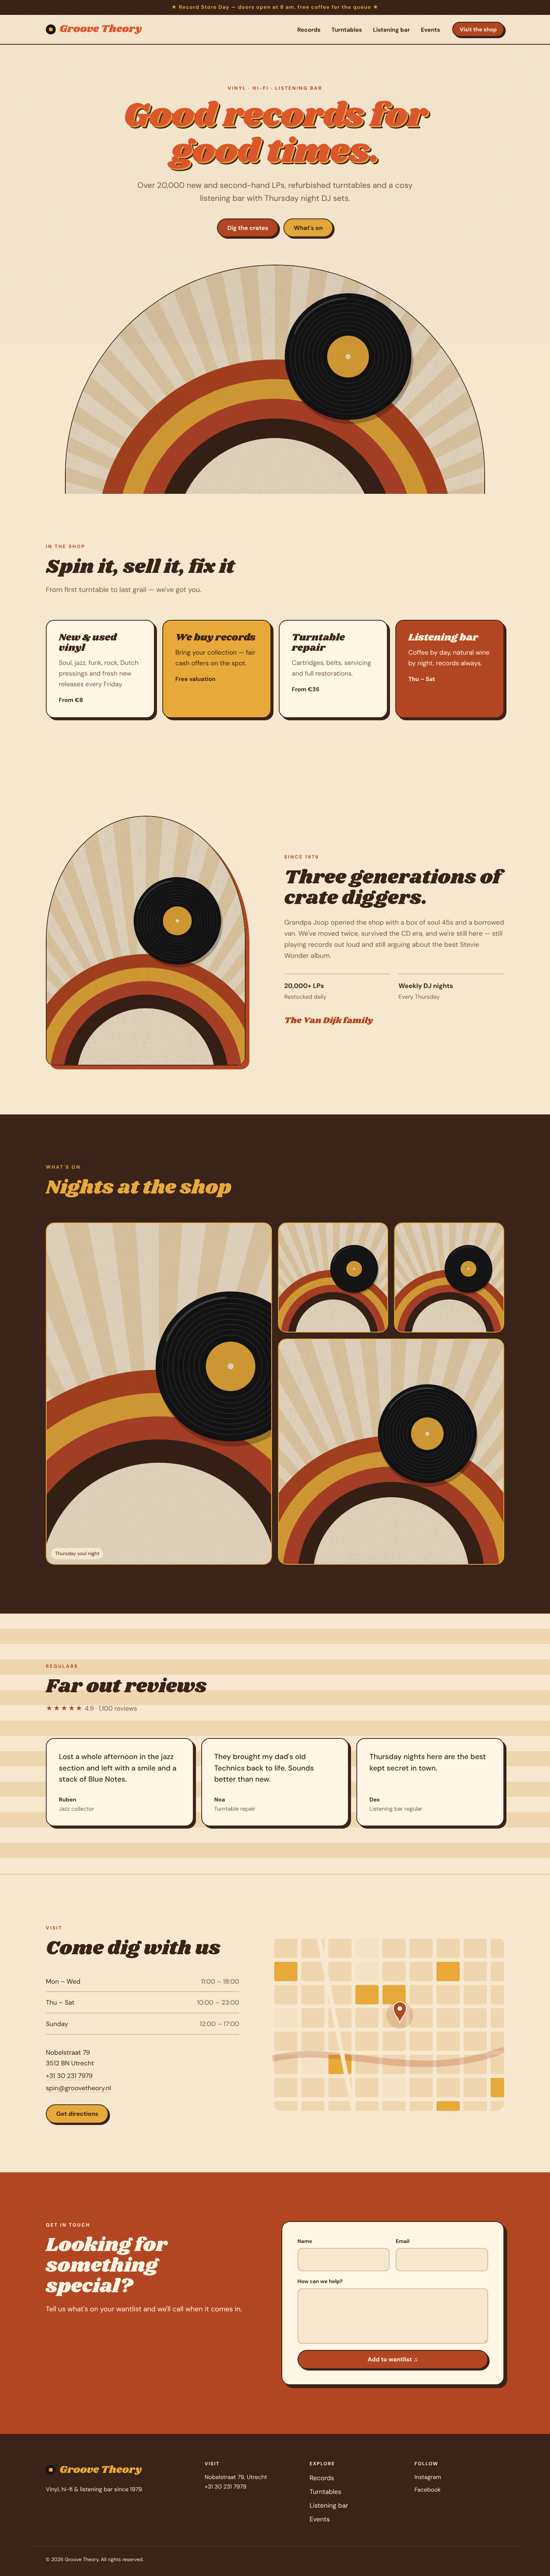 ★ Record Store Day — doors open at 8 am, free coffee for the queue ★
Groove Theory
Records
Turntables
Listening bar
Events
Visit the shop
VINYL · HI-FI · LISTENING BAR
Good records for
good times.
Over 20,000 new and second-hand LPs, refurbished turntables and a cosy
listening bar with Thursday night DJ sets.
Dig the crates
What's on
IN THE SHOP
Spin it, sell it, fix it
From first turntable to last grail — we've got you.
New & used
vinyl
Soul, jazz, funk, rock, Dutch
pressings and fresh new
releases every Friday.
From €8
We buy records
Bring your collection — fair
cash offers on the spot.
Free valuation
Turntable
repair
Cartridges, belts, servicing
and full restorations.
From €35
Listening bar
Coffee by day, natural wine
by night, records always.
Thu – Sat
SINCE 1979
Three generations of
crate diggers.
Grandpa Joop opened the shop with a box of soul 45s and a borrowed
van. We've moved twice, survived the CD era, and we're still here — still
playing records out loud and still arguing about the best Stevie
Wonder album.
20,000+ LPs
Restocked daily
Weekly DJ nights
Every Thursday
The Van Dijk family
WHAT'S ON
Nights at the shop
Thursday soul night
REGULARS
Far out reviews
★★★★★ 4.9 · 1,100 reviews
Lost a whole afternoon in the jazz
section and left with a smile and a
stack of Blue Notes.
Ruben
Jazz collector
They brought my dad's old
Technics back to life. Sounds
better than new.
Noa
Turntable repair
Thursday nights here are the best
kept secret in town.
Dex
Listening bar regular
VISIT
Come dig with us
Mon – Wed 11:00 – 18:00
Thu – Sat 10:00 – 23:00
Sunday 12:00 – 17:00
Nobelstraat 79
3512 BN Utrecht
+31 30 231 7979
spin@groovetheory.nl
Get directions
GET IN TOUCH
Looking for
something
special?
Tell us what's on your wantlist and we'll call when it comes in.
Name
Email
How can we help?
Add to wantlist ♫
Groove Theory
Vinyl, hi-fi & listening bar since 1979.
VISIT
Nobelstraat 79, Utrecht
+31 30 231 7979
EXPLORE
Records
Turntables
Listening bar
Events
FOLLOW
Instagram
Facebook
© 2026 Groove Theory. All rights reserved.